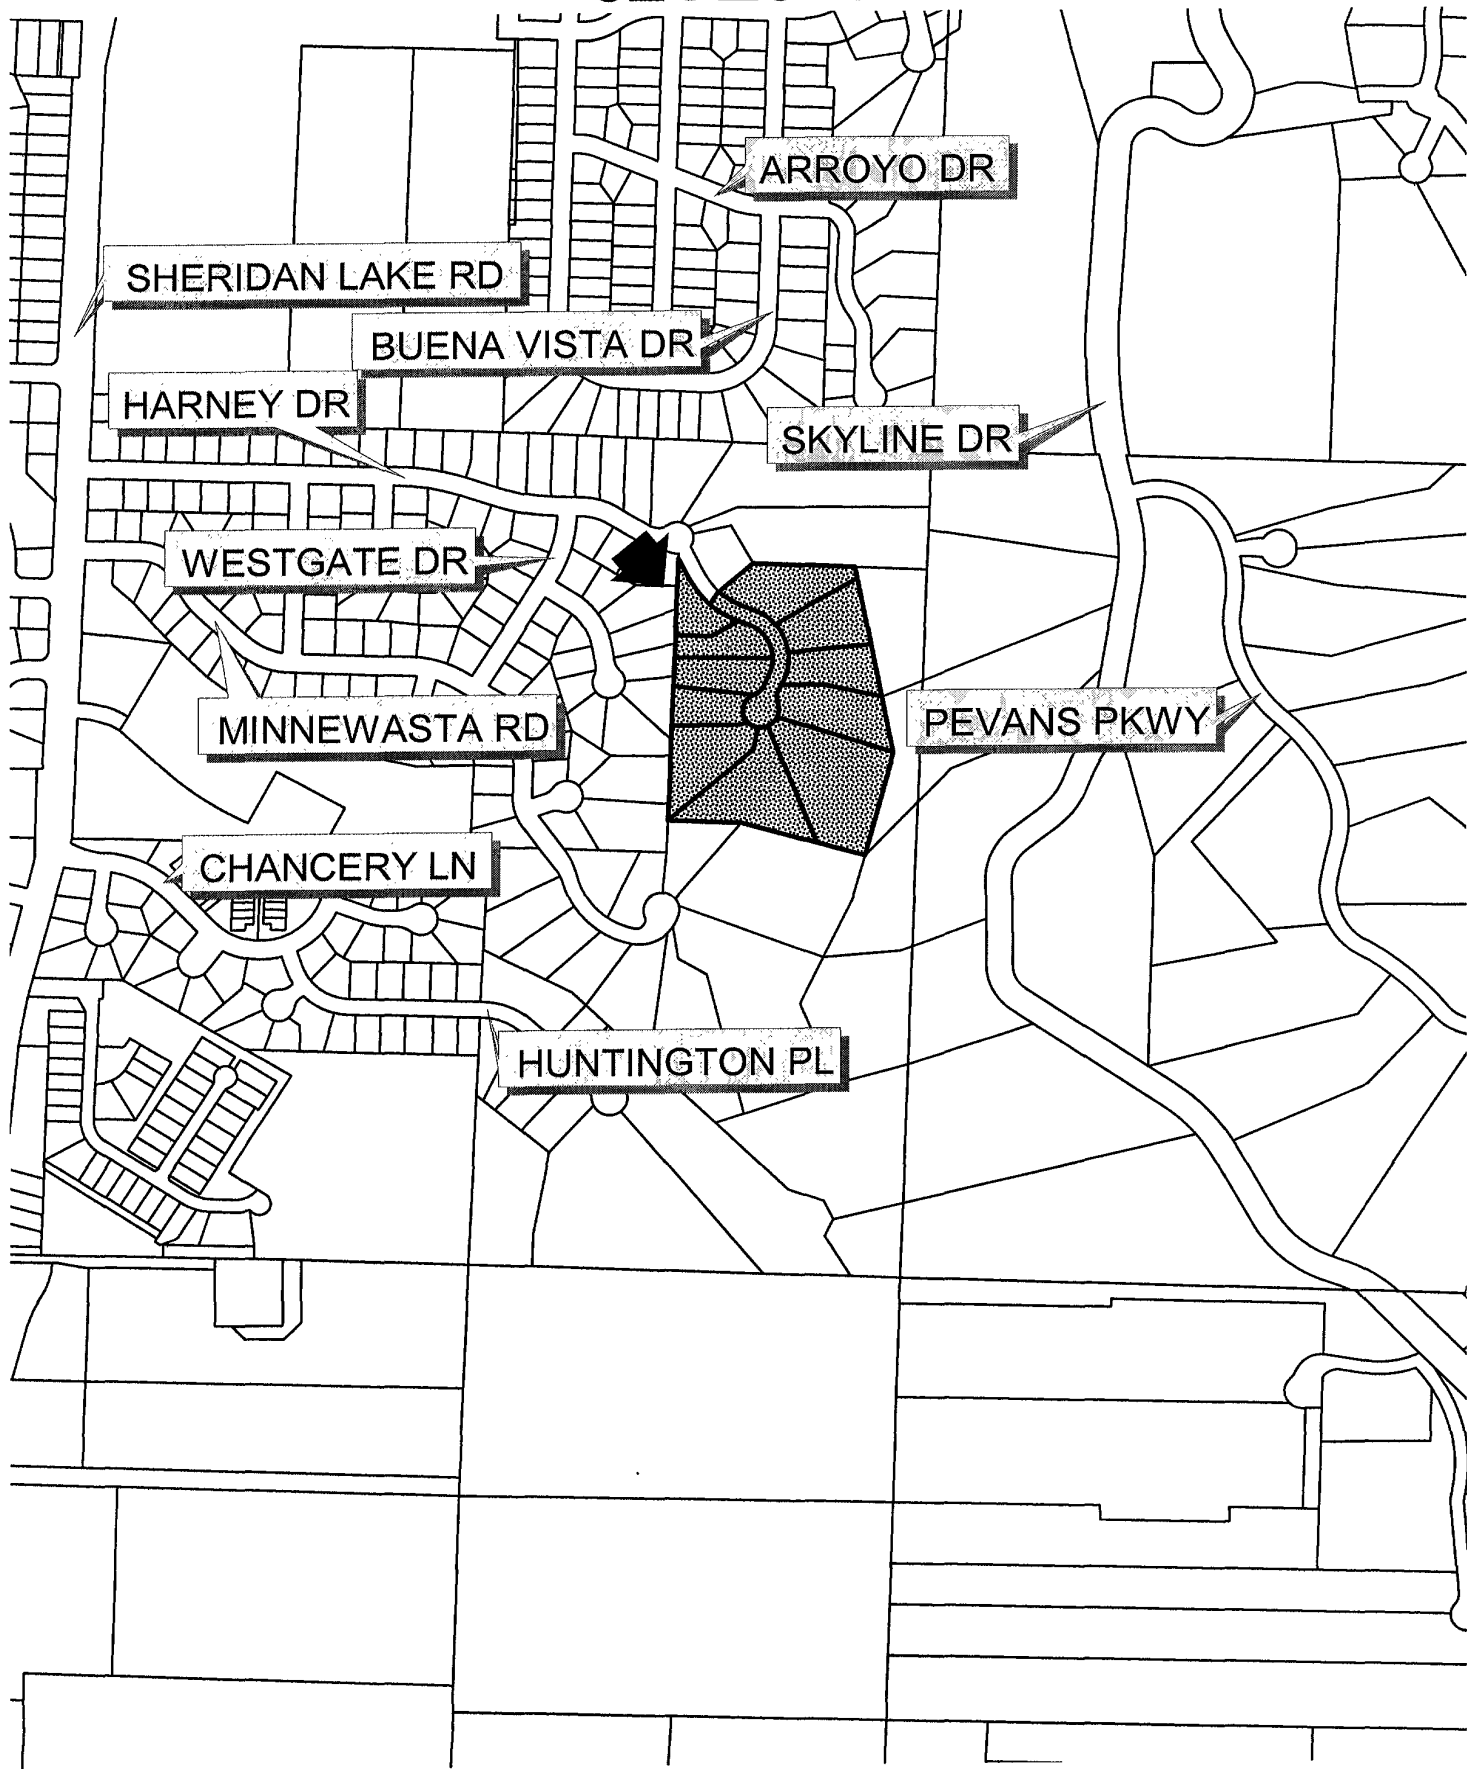 ARROYO DR
SHERIDAN LAKE RD
BUENA VISTA DR
HARNEY DR
SKYLINE DR
WESTGATE DR
MINNEWASTA RD
PEVANS PKWY
CHANCERY LN
HUNTINGTON PL